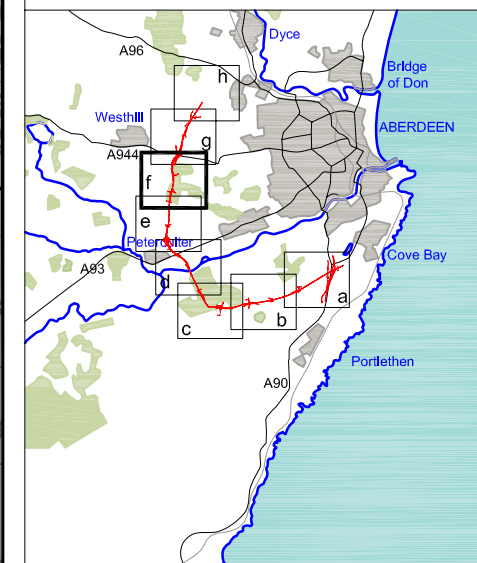 Dyce
A96
Bridge
of Don
h
Westhill
ABERDEEN
g
A944
f
e
Peterculter
Cove Bay
A93
d
a
c
b
Portlethen
A90